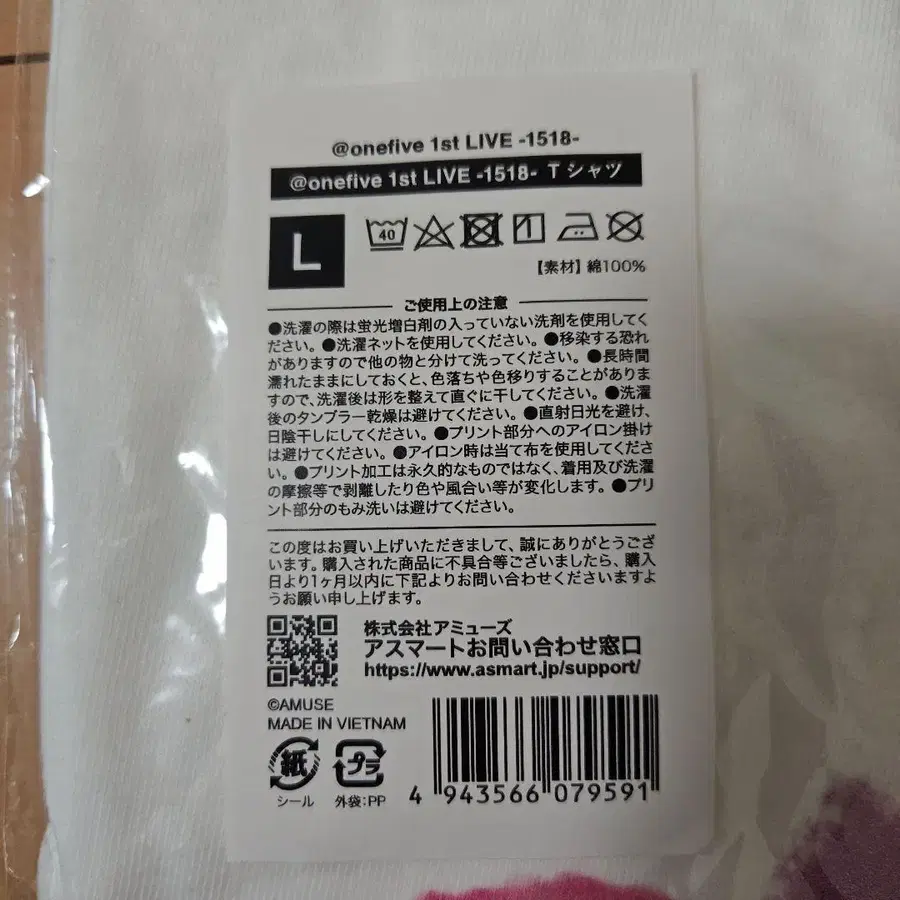 @onefive 1st LIVE -1518-
@onefive 1st LIVE -1518- Tシャツ
L
40
【素材】綿100%
ご使用上の注意
●洗濯の際は蛍光増白剤の入っていない洗剤を使用してく
ださい。●洗濯ネットを使用してください。●移染する恐れ
がありますので他の物と分けて洗ってください。●長時間
濡れたままにしておくと、色落ちや色移りすることがありま
すので、洗濯後は形を整えて直ぐに干してください。●洗濯
後のタンブラー乾燥は避けてください。●直射日光を避け、
日陰干しにしてください。●プリント部分へのアイロン掛け
は避けてください。●アイロン時は当て布を使用してくださ
い。●プリント加工は永久的なものではなく、着用及び洗濯
の摩擦等で剥離したり色や風合い等が変化します。●プリ
ント部分のもみ洗いは避けてください。
この度はお買い上げいただきまして、誠にありがとうござ
います。購入された商品に不具合等ございましたら、購入
日より1ヶ月以内に下記よりお問い合わせくださいますよ
うお願い申し上げます。
株式会社アミューズ
アスマートお問い合わせ窓口
https://www.asmart.jp/support/
©AMUSE
MADE IN VIETNAM
紙
プラ
シール
外袋:PP
4 943566 079591